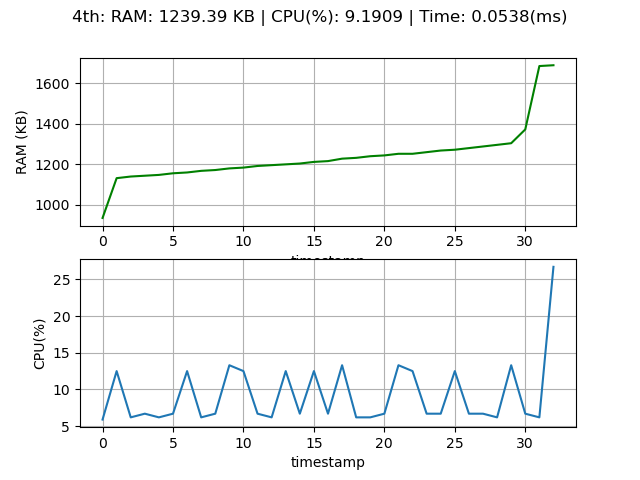 4th: RAM: 1239.39 KB | CPU(%): 9.1909 | Time: 0.0538(ms)
RAM (KB)
1600
1400
1200
1000
0 5 10 15 20 25 30
timestamp
CPU(%)
25
20
15
10
5
0 5 10 15 20 25 30
timestamp